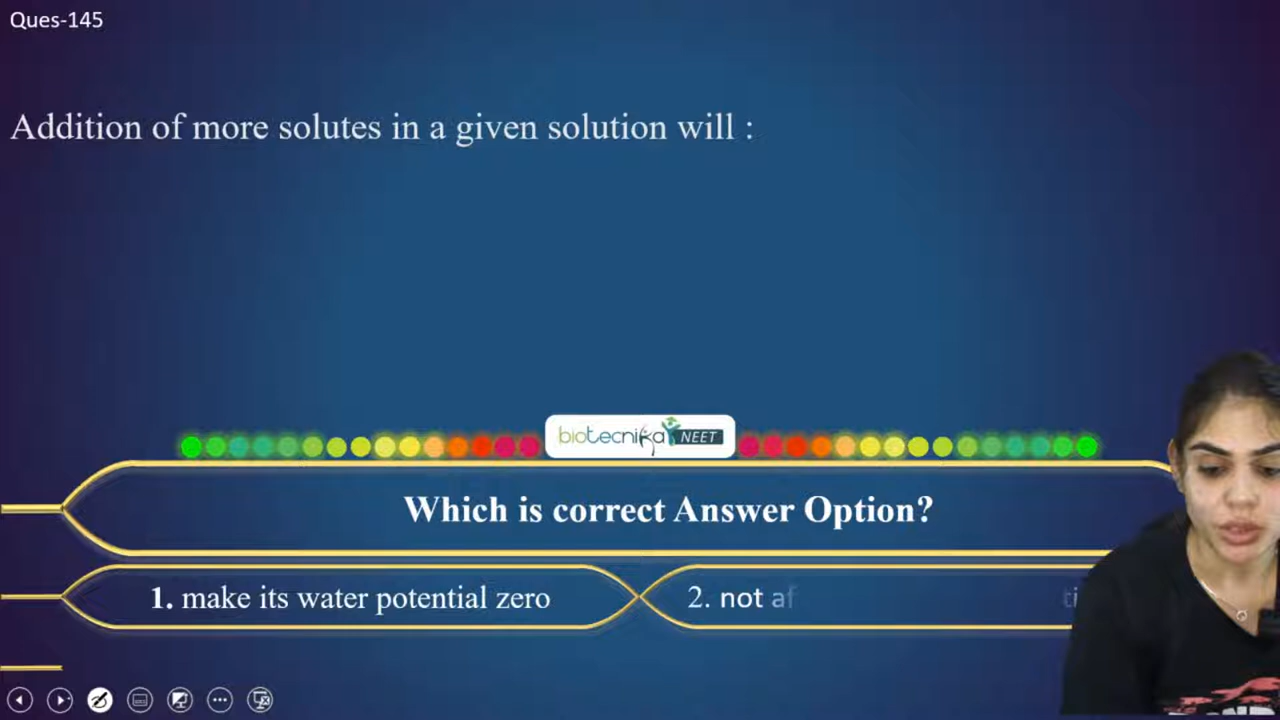 Ques-145
Addition of more solutes in a given solution will :
biotecnika NEET
Which is correct Answer Option?
1. make its water potential zero
2. not af